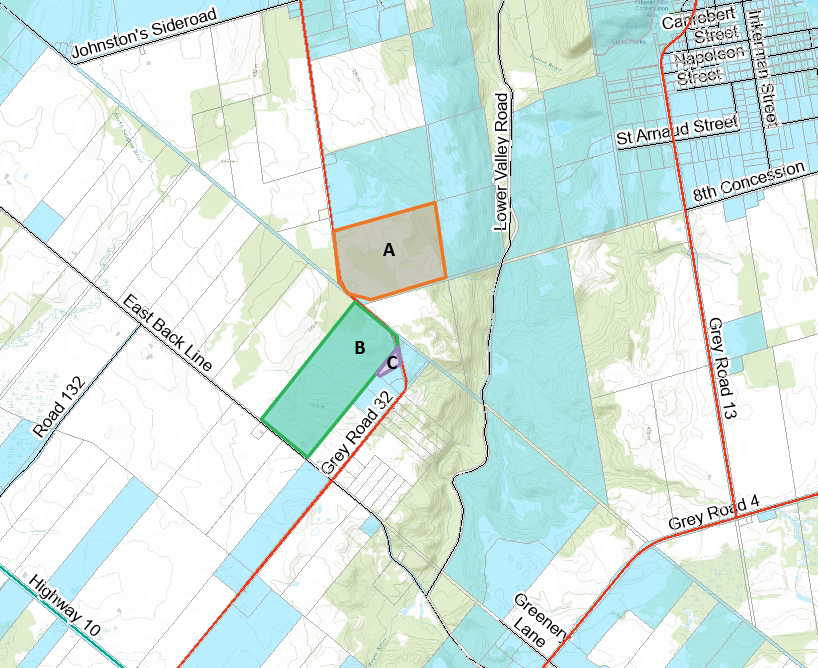 Johnston's Sideroad
Canrobert
Street
Napoleon
Street
Inkerman Street
St Arnaud Street
Lower Valley Road
8th Concession
A
B
C
East Back Line
Road 132
Grey Road 32
Grey Road 13
Grey Road 4
Highway 10
Greenery
Lane